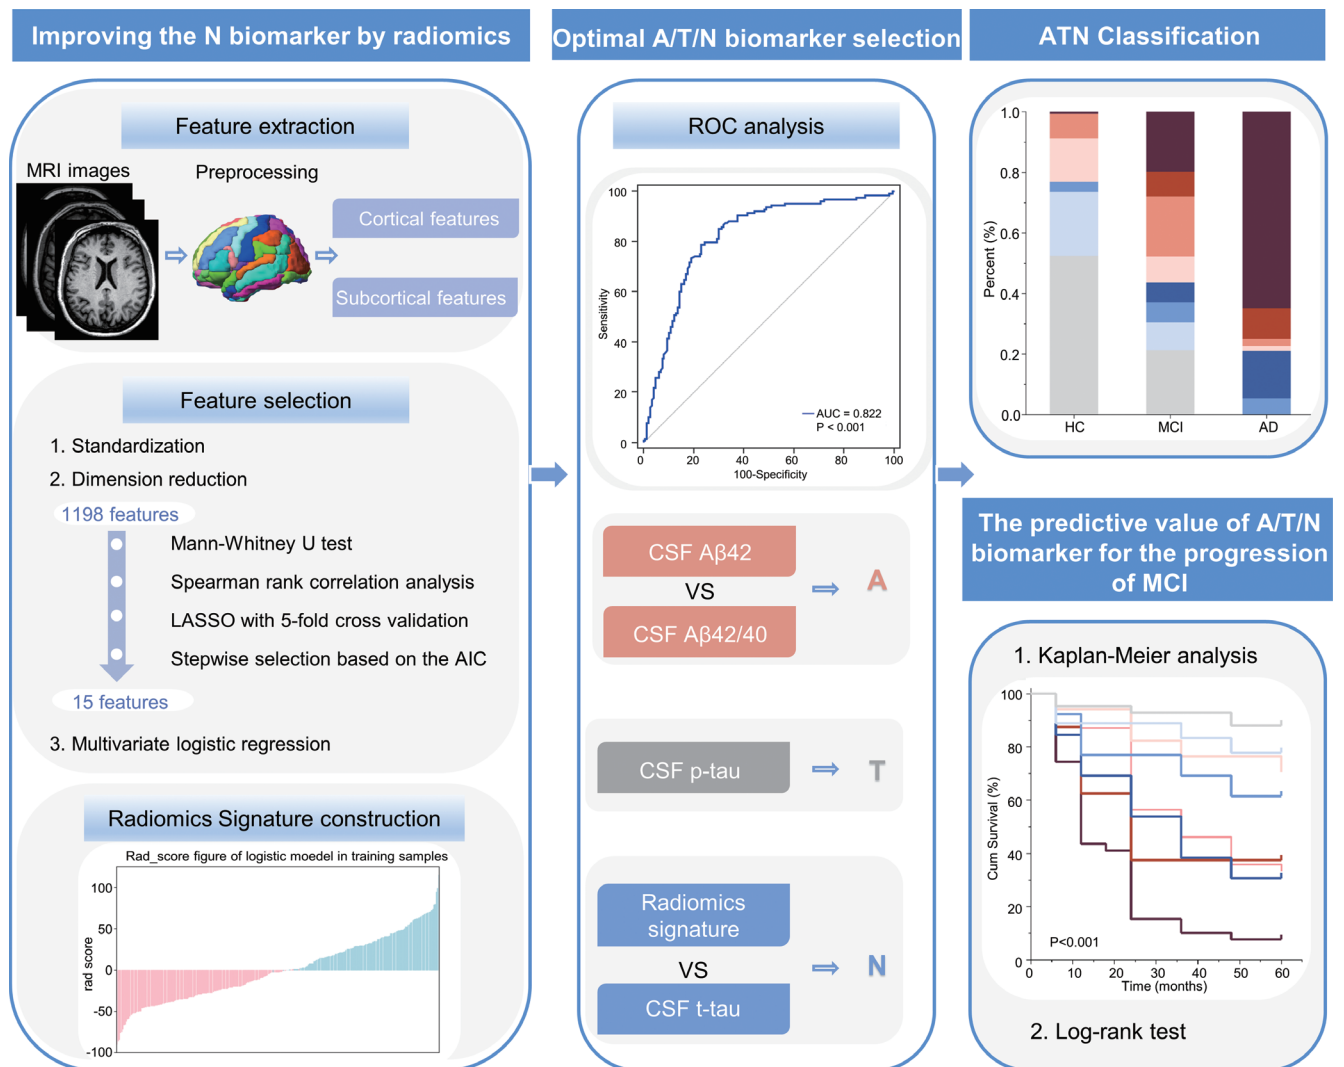 Improving the N biomarker by radiomics
Feature extraction
MRI images
Preprocessing
Cortical features
Subcortical features
Feature selection
1. Standardization
2. Dimension reduction
1198 features
Mann-Whitney U test
Spearman rank correlation analysis
LASSO with 5-fold cross validation
Stepwise selection based on the AIC
15 features
3. Multivariate logistic regression
Radiomics Signature construction
Rad_score figure of logistic moedel in training samples
rad score
100
50
0
-50
-100
Optimal A/T/N biomarker selection
ROC analysis
Sensitivity
100
80
60
40
20
0
AUC = 0.822
P < 0.001
0 20 40 60 80 100
100-Specificity
CSF Aβ42
VS
CSF Aβ42/40
A
CSF p-tau
T
Radiomics
signature
VS
CSF t-tau
N
ATN Classification
Percent (%)
1.0
0.8
0.6
0.4
0.2
0.0
HC MCI AD
The predictive value of A/T/N
biomarker for the progression
of MCI
1. Kaplan-Meier analysis
Cum Survival (%)
100
80
60
40
20
0
P<0.001
0 10 20 30 40 50 60
Time (months)
2. Log-rank test